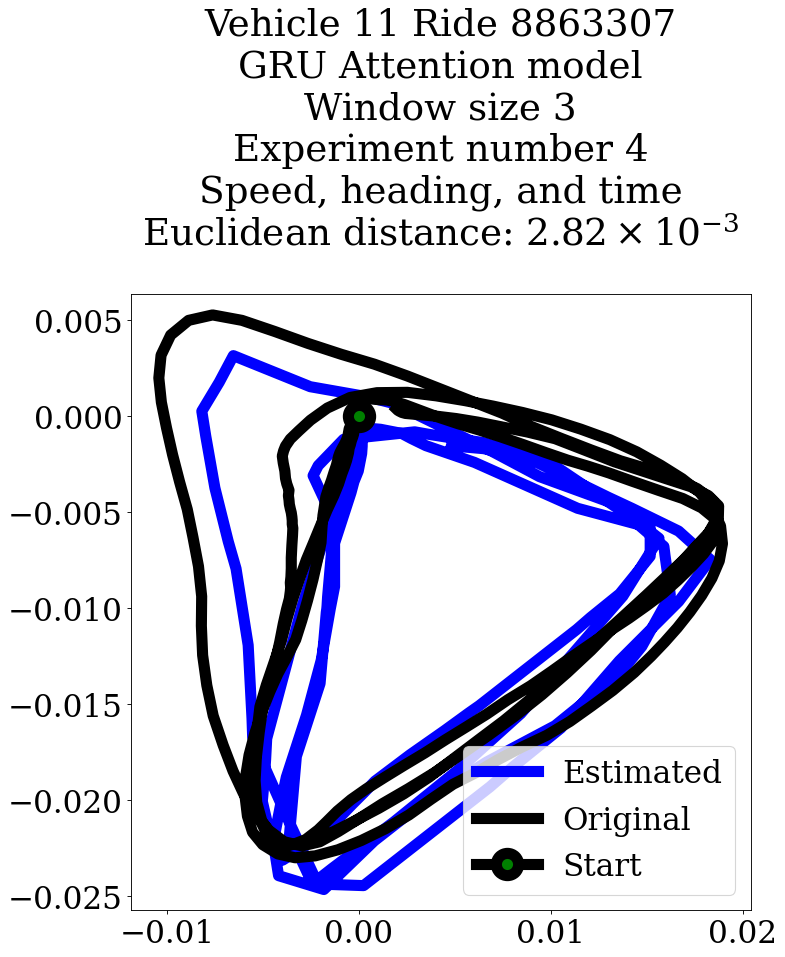 Vehicle 11 Ride 8863307
GRU Attention model
Window size 3
Experiment number 4
Speed, heading, and time
Euclidean distance: 2.82 × 10⁻³
0.005
0.000
−0.005
−0.010
−0.015
−0.020
−0.025
−0.01 0.00 0.01 0.02
Estimated
Original
Start